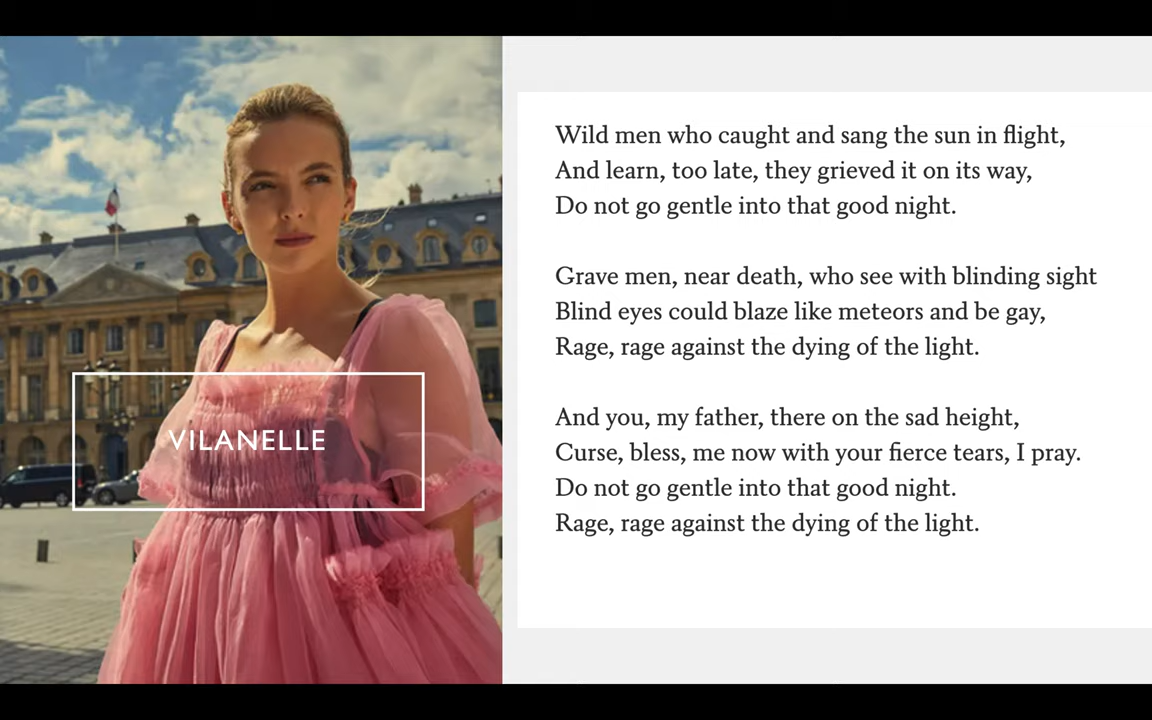 VILANELLE
Wild men who caught and sang the sun in flight,
And learn, too late, they grieved it on its way,
Do not go gentle into that good night.
Grave men, near death, who see with blinding sight
Blind eyes could blaze like meteors and be gay,
Rage, rage against the dying of the light.
And you, my father, there on the sad height,
Curse, bless, me now with your fierce tears, I pray.
Do not go gentle into that good night.
Rage, rage against the dying of the light.